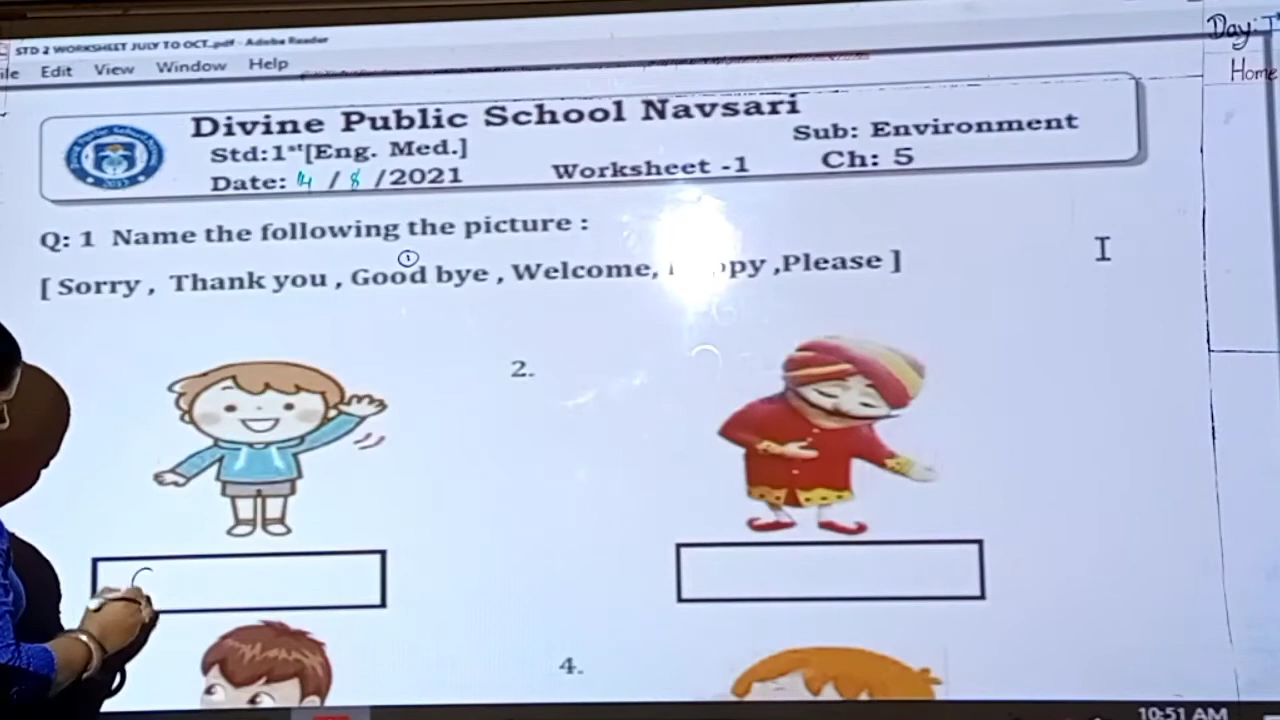 STD 2 WORKSHEET JULY TO OCT.pdf - Adobe Reader
Edit View Window Help
Day:
Home
Divine Public School Navsari
Std:1st[Eng. Med.]
Sub: Environment
Date: 4 / 8 /2021
Worksheet -1
Ch: 5
Q: 1 Name the following the picture :
1
[ Sorry , Thank you , Good bye , Welcome, ,Please ]
2.
4.
10:51 AM